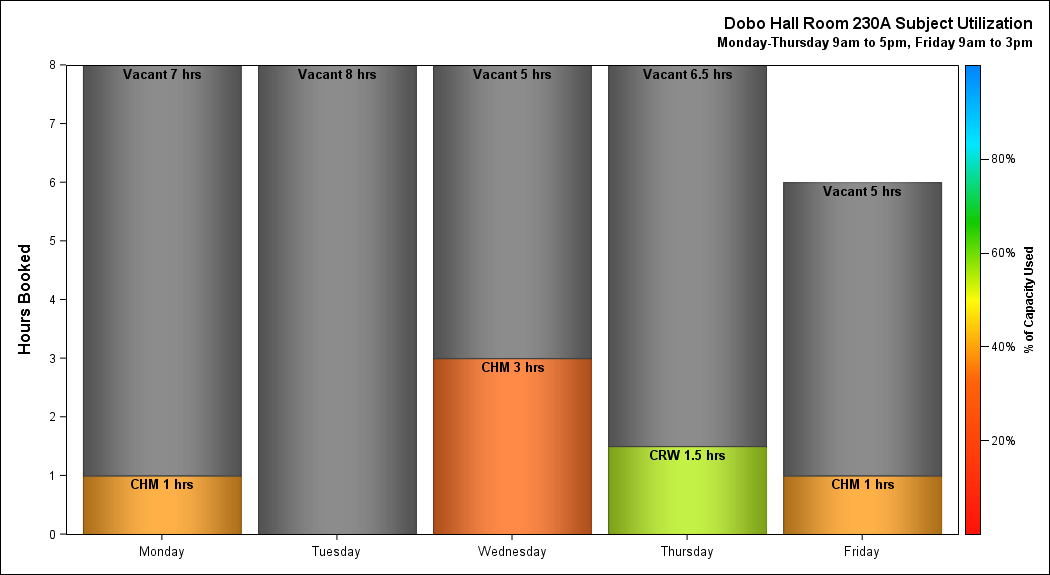 Dobo Hall Room 230A Subject Utilization
Monday-Thursday 9am to 5pm, Friday 9am to 3pm
Hours Booked
8
7
6
5
4
3
2
1
0
Vacant 7 hrs
CHM 1 hrs
Vacant 8 hrs
Vacant 5 hrs
CHM 3 hrs
Vacant 6.5 hrs
CRW 1.5 hrs
Vacant 5 hrs
CHM 1 hrs
Monday
Tuesday
Wednesday
Thursday
Friday
80%
60%
40%
20%
% of Capacity Used